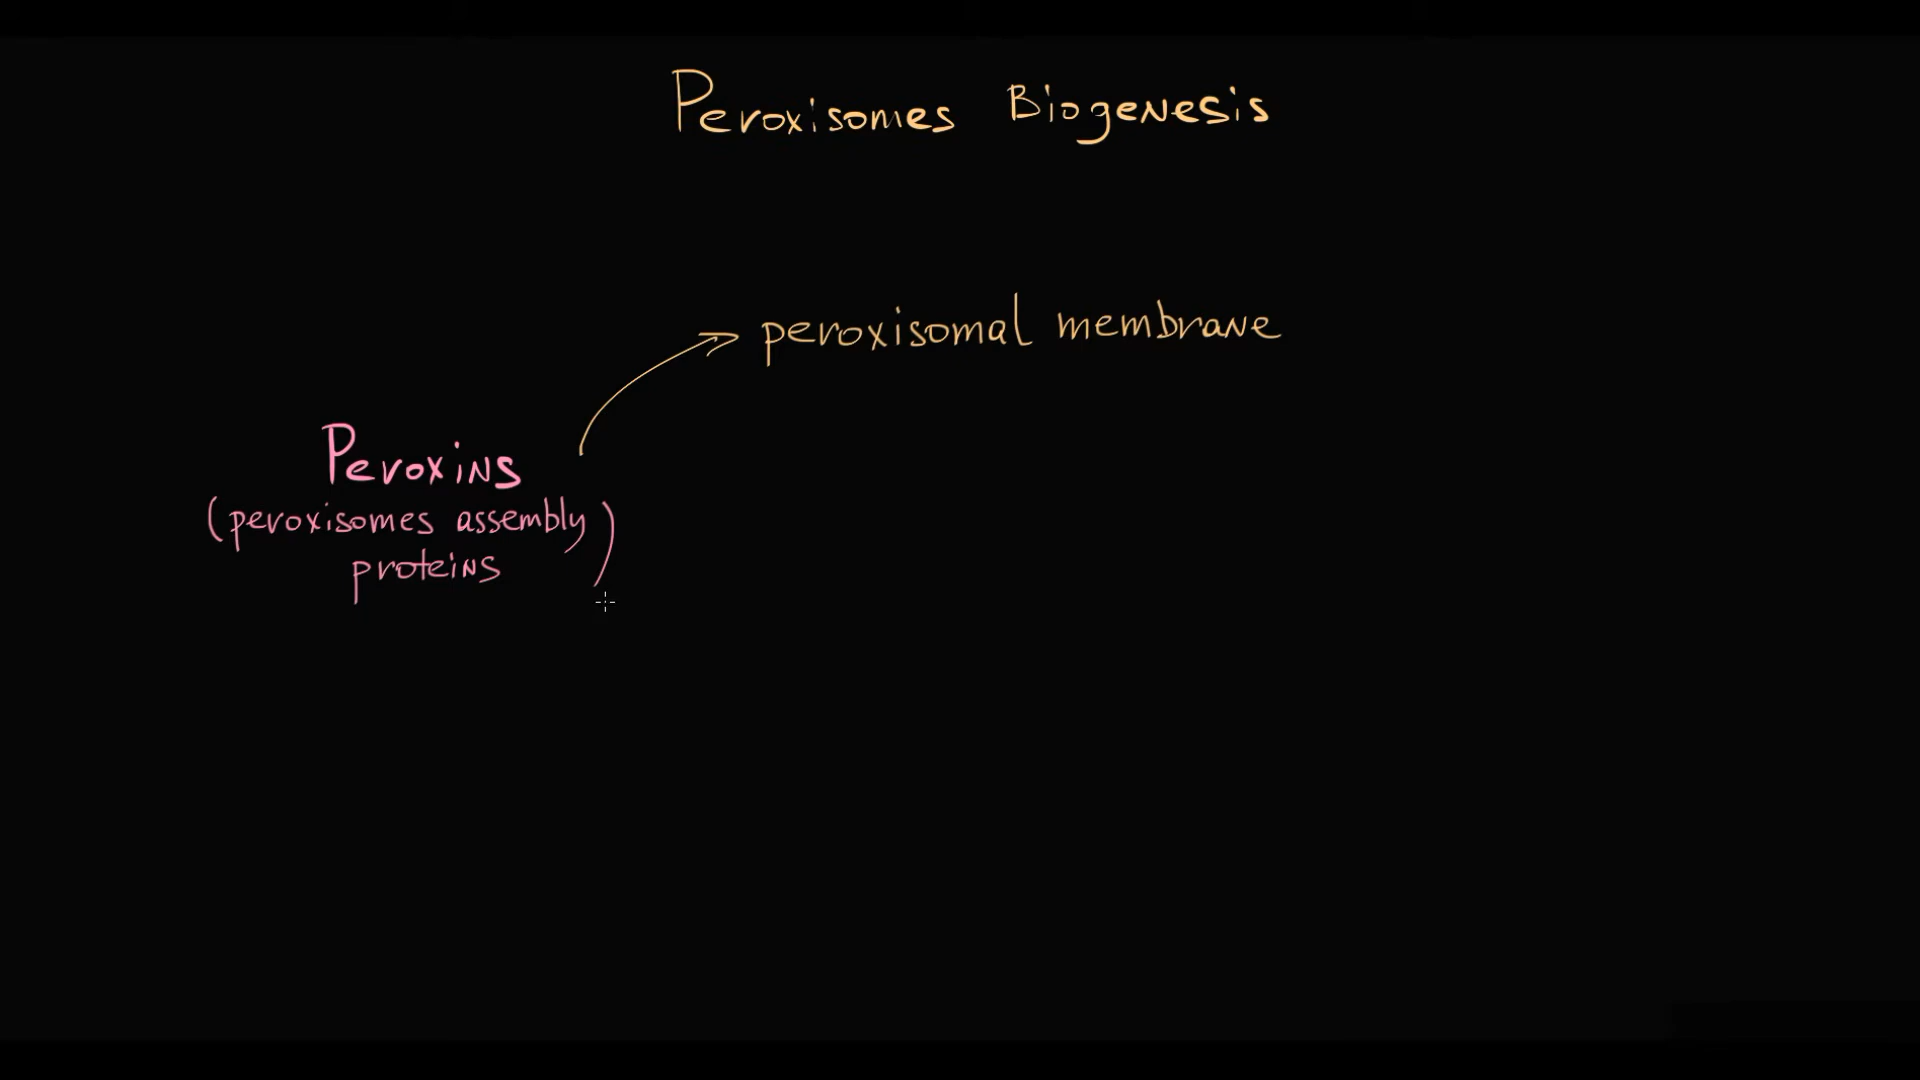 Peroxisomes Biogenesis
peroxisomal membrane
Peroxins
(peroxisomes assembly
proteins)